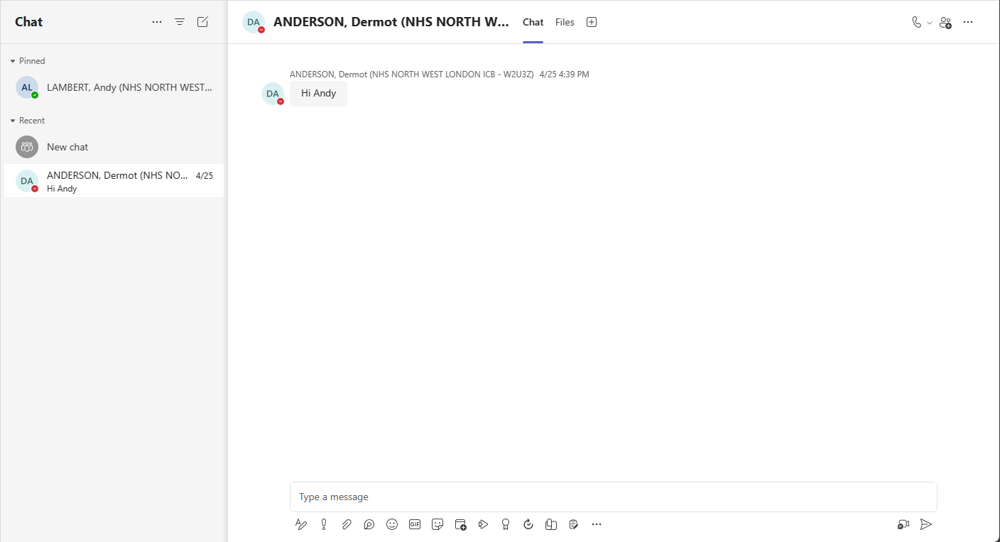 Chat
Pinned
AL
LAMBERT, Andy (NHS NORTH WEST...
Recent
New chat
DA
ANDERSON, Dermot (NHS NO... 4/25
Hi Andy
DA
ANDERSON, Dermot (NHS NORTH W...
Chat
Files
ANDERSON, Dermot (NHS NORTH WEST LONDON ICB - W2U3Z) 4/25 4:39 PM
DA
Hi Andy
Type a message
GIF